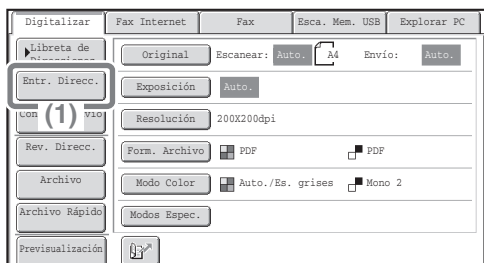 Digitalizar Fax Internet Fax Esca. Mem. USB Explorar PC
Libreta de
Original Escanear: Auto. A4 Envío: Auto.
Entr. Direcc.
Exposición Auto.
(1)
Resolución 200X200dpi
Rev. Direcc.
Form. Archivo PDF PDF
Archivo
Modo Color Auto./Es. grises Mono 2
Archivo Rápido
Modos Espec.
Previsualización